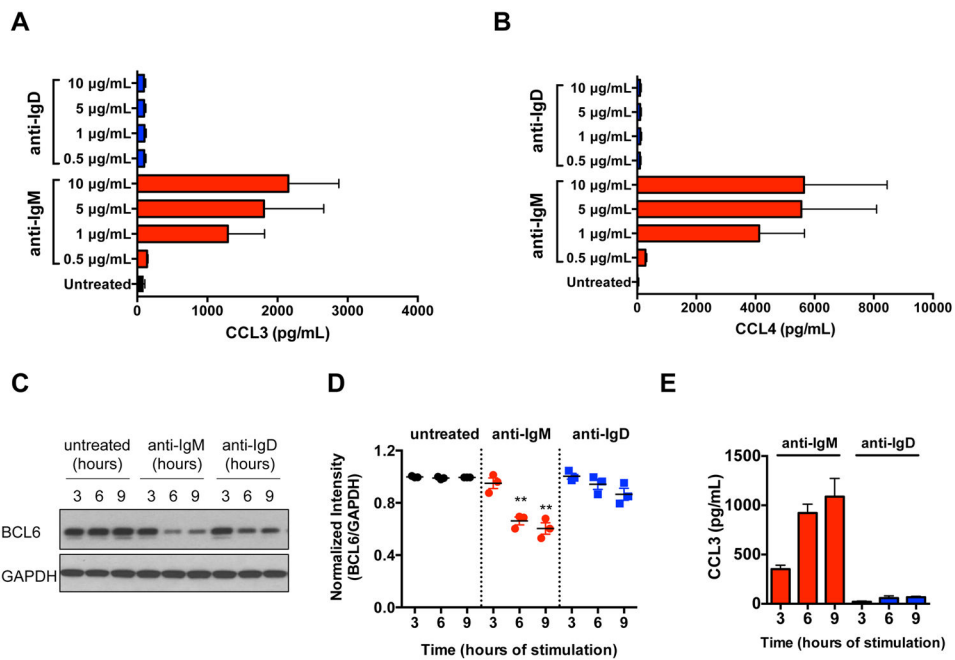 A
B
anti-IgD
10 µg/mL
5 µg/mL
1 µg/mL
0.5 µg/mL
anti-IgM
10 µg/mL
5 µg/mL
1 µg/mL
0.5 µg/mL
Untreated
0 1000 2000 3000 4000
CCL3 (pg/mL)
anti-IgD
10 µg/mL
5 µg/mL
1 µg/mL
0.5 µg/mL
anti-IgM
10 µg/mL
5 µg/mL
1 µg/mL
0.5 µg/mL
Untreated
0 2000 4000 6000 8000 10000
CCL4 (pg/mL)
C
untreated anti-IgM anti-IgD
(hours) (hours) (hours)
3 6 9 3 6 9 3 6 9
BCL6
GAPDH
D
untreated anti-IgM anti-IgD
Normalized Intensity
(BCL6/GAPDH)
1.2
0.8
0.4
0.0
** **
3 6 9 3 6 9 3 6 9
Time (hours of stimulation)
E
anti-IgM anti-IgD
CCL3 (pg/mL)
1500
1000
500
0
3 6 9 3 6 9
Time (hours of stimulation)